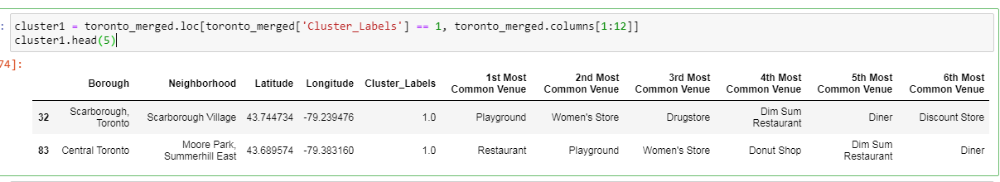 : cluster1 = toronto_merged.loc[toronto_merged['Cluster_Labels'] == 1, toronto_merged.columns[1:12]]
cluster1.head(5)
74]:
Borough Neighborhood Latitude Longitude Cluster_Labels 1st Most Common Venue 2nd Most Common Venue 3rd Most Common Venue 4th Most Common Venue 5th Most Common Venue 6th Most Common Venue
32 Scarborough, Toronto Scarborough Village 43.744734 -79.239476 1.0 Playground Women's Store Drugstore Dim Sum Restaurant Diner Discount Store
83 Central Toronto Moore Park, Summerhill East 43.689574 -79.383160 1.0 Restaurant Playground Women's Store Donut Shop Dim Sum Restaurant Diner